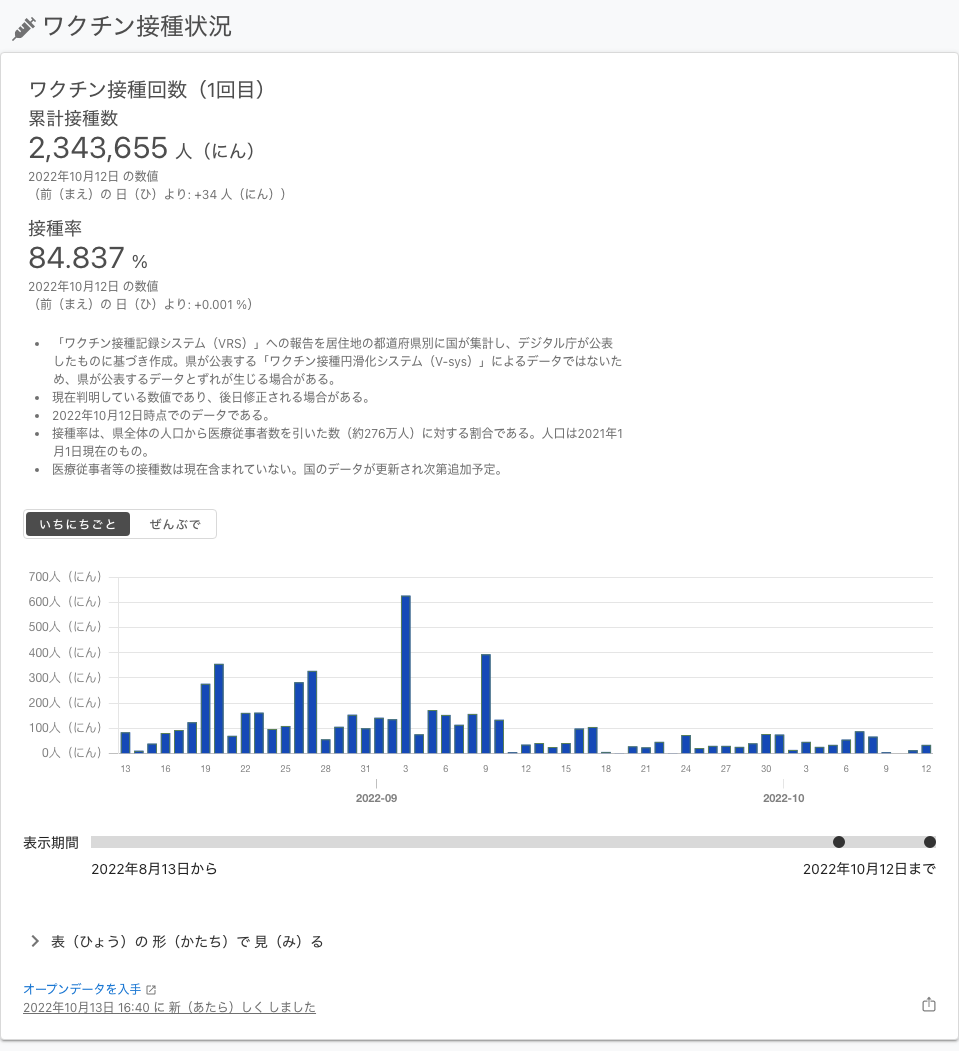 ワクチン接種状況
ワクチン接種回数（1回目）
累計接種数
2,343,655 人（にん）
2022年10月12日 の数値
（前（まえ）の 日（ひ）より: +34 人（にん））
接種率
84.837 %
2022年10月12日 の数値
（前（まえ）の 日（ひ）より: +0.001 %）
• 「ワクチン接種記録システム（VRS）」への報告を居住地の都道府県別に国が集計し、デジタル庁が公表
したものに基づき作成。県が公表する「ワクチン接種円滑化システム（V-sys）」によるデータではないた
め、県が公表するデータとずれが生じる場合がある。
• 現在判明している数値であり、後日修正される場合がある。
• 2022年10月12日時点でのデータである。
• 接種率は、県全体の人口から医療従事者数を引いた数（約276万人）に対する割合である。人口は2021年1
月1日現在のもの。
• 医療従事者等の接種数は現在含まれていない。国のデータが更新され次第追加予定。
いちにちごと ぜんぶで
700人（にん）
600人（にん）
500人（にん）
400人（にん）
300人（にん）
200人（にん）
100人（にん）
0人（にん）
13 16 19 22 25 28 31 3 6 9 12 15 18 21 24 27 30 3 6 9 12
2022-09 2022-10
表示期間
2022年8月13日から 2022年10月12日まで
表（ひょう）の 形（かたち）で 見（み）る
オープンデータを入手
2022年10月13日 16:40 に 新（あたら）しく しました